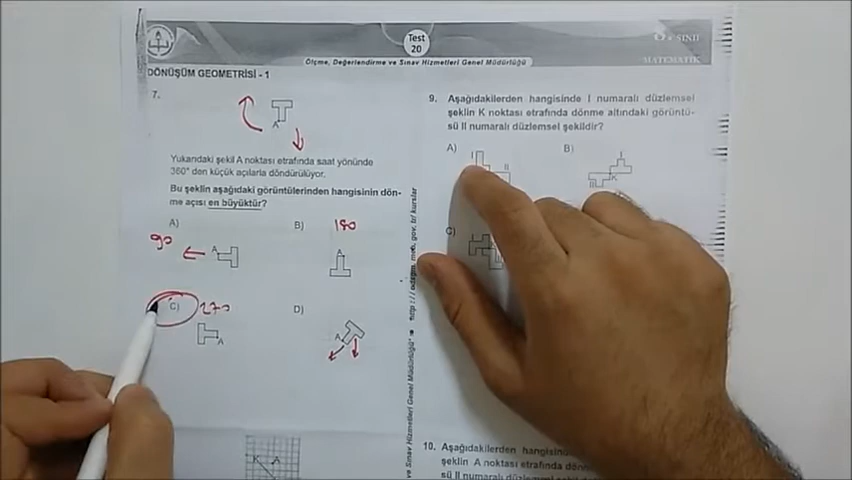 Test
20
8. SINIF
Ölçme, Değerlendirme ve Sınav Hizmetleri Genel Müdürlüğü
MATEMATİK
DÖNÜŞÜM GEOMETRİSİ - 1
7.
A
Yukarıdaki şekil A noktası etrafında saat yönünde
360° den küçük açılarla döndürülüyor.
Bu şeklin aşağıdaki görüntülerinden hangisinin dön-
me açısı en büyüktür?
A)
90
A
B)
180
A
C)
270
A
D)
A
K
A
9. Aşağıdakilerden hangisinde I numaralı düzlemsel
şeklin K noktası etrafında dönme altındaki görüntü-
sü II numaralı düzlemsel şekildir?
A)
I
II
B)
I
II
K
C)
I
10. Aşağıdakilerden
şeklin A noktası etrafında
sü II numaralı düzlemsel